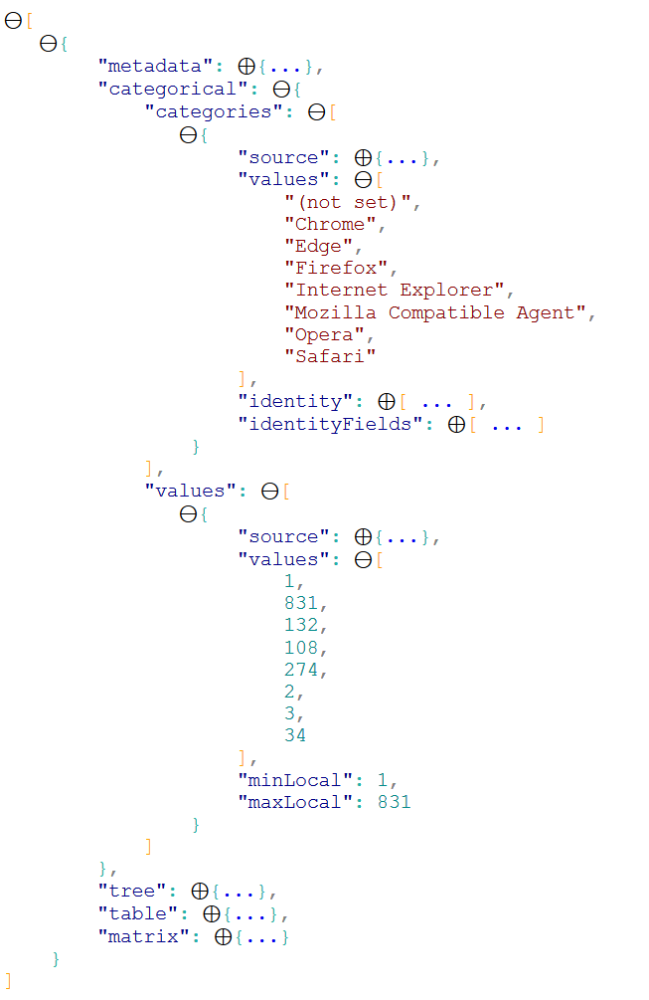 ⊖[
⊖{
"metadata": ⊕{...},
"categorical": ⊖{
"categories": ⊖[
⊖{
"source": ⊕{...},
"values": ⊖[
"(not set)",
"Chrome",
"Edge",
"Firefox",
"Internet Explorer",
"Mozilla Compatible Agent",
"Opera",
"Safari"
],
"identity": ⊕[ ... ],
"identityFields": ⊕[ ... ]
}
],
"values": ⊖[
⊖{
"source": ⊕{...},
"values": ⊖[
1,
831,
132,
108,
274,
2,
3,
34
],
"minLocal": 1,
"maxLocal": 831
}
]
},
"tree": ⊕{...},
"table": ⊕{...},
"matrix": ⊕{...}
}
]